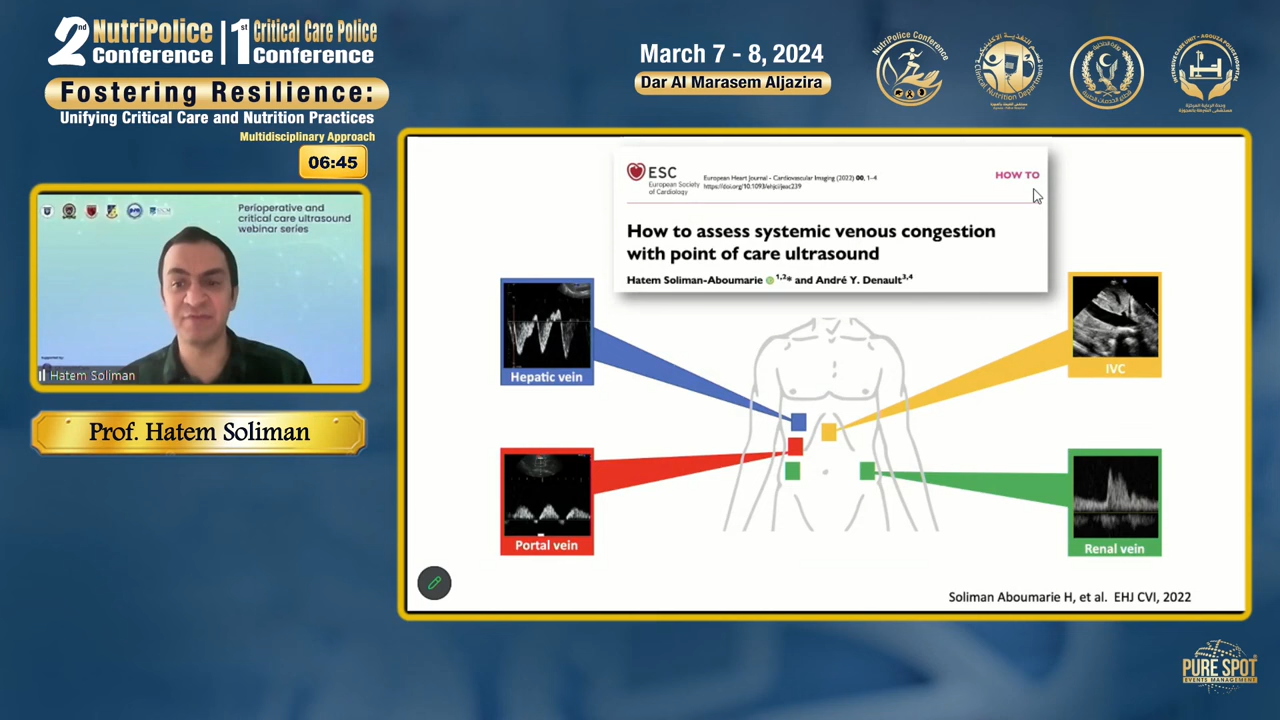 2nd NutriPolice Conference | 1st Critical Care Police Conference
Fostering Resilience:
Unifying Critical Care and Nutrition Practices
Multidisciplinary Approach
06:45
March 7 - 8, 2024
Dar Al Marasem Aljazira
NutriPolice Conference
Perioperative and
critical care ultrasound
webinar series
Hatem Soliman
Prof. Hatem Soliman
ESC
European Society
of Cardiology
European Heart Journal - Cardiovascular Imaging (2022) 00, 1–4
https://doi.org/10.1093/ehjci/jeac239
HOW TO
How to assess systemic venous congestion
with point of care ultrasound
Hatem Soliman-Aboumarie 1,2* and André Y. Denault3,4
Hepatic vein
IVC
Portal vein
Renal vein
Soliman Aboumarie H, et al. EHJ CVI, 2022
PURE SPOT
EVENTS MANAGEMENT